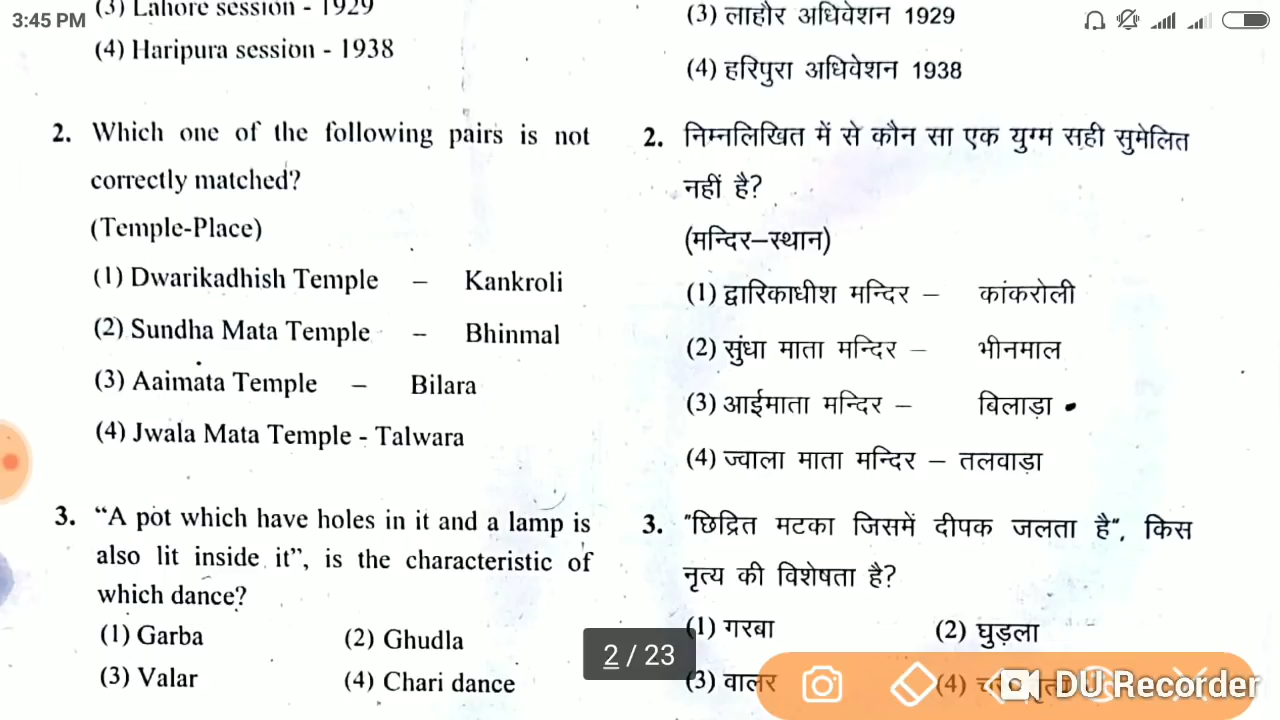 3:45 PM
(3) Lahore session - 1929
(4) Haripura session - 1938
2. Which one of the following pairs is not
correctly matched?
(Temple-Place)
(1) Dwarikadhish Temple – Kankroli
(2) Sundha Mata Temple – Bhinmal
(3) Aaimata Temple – Bilara
(4) Jwala Mata Temple - Talwara
3. “A pot which have holes in it and a lamp is
also lit inside it”, is the characteristic of
which dance?
(1) Garba (2) Ghudla
(3) Valar (4) Chari dance
(3) लाहौर अधिवेशन 1929
(4) हरिपुरा अधिवेशन 1938
2. निम्नलिखित में से कौन सा एक युग्म सही सुमेलित
नहीं है?
(मन्दिर–स्थान)
(1) द्वारिकाधीश मन्दिर – कांकरोली
(2) सुंधा माता मन्दिर – भीनमाल
(3) आईमाता मन्दिर – बिलाड़ा
(4) ज्वाला माता मन्दिर – तलवाड़ा
3. "छिद्रित मटका जिसमें दीपक जलता है", किस
नृत्य की विशेषता है?
(1) गरबा (2) घुड़ला
(3) वालर (4)
2 / 23
DU Recorder